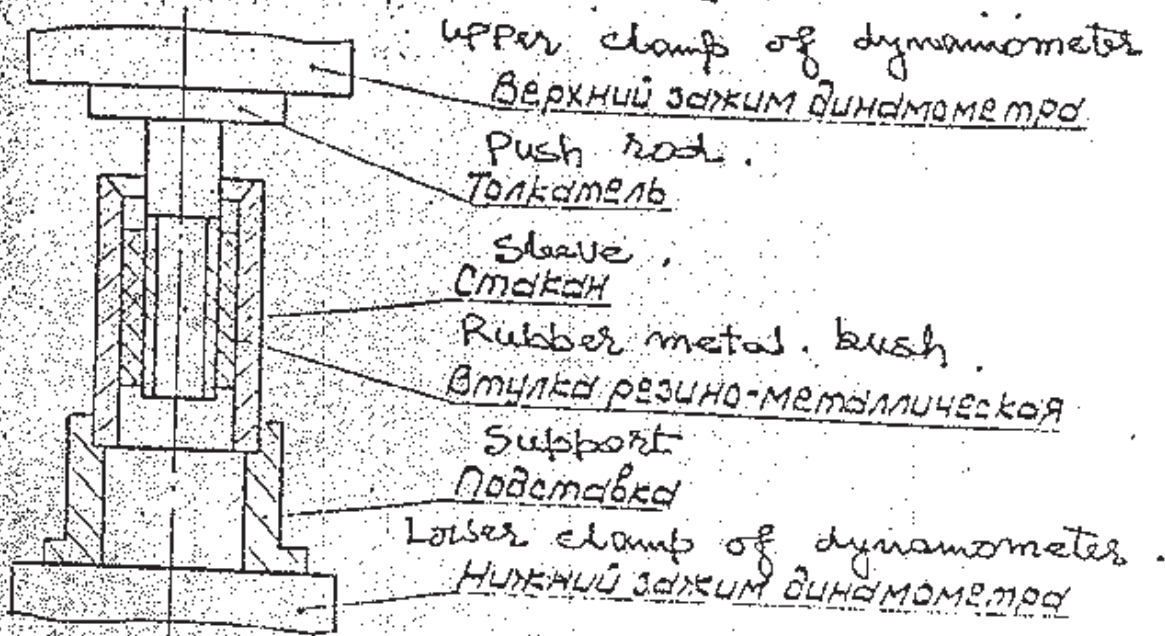 Upper clamp of dynamometer
Верхний зажим динамометра
Push rod.
Толкатель
Sleeve.
Стакан
Rubber metal. bush.
Втулка резино-металлическая
Support
Подставка
Lower clamp of dynamometer.
Нижний зажим динамометра